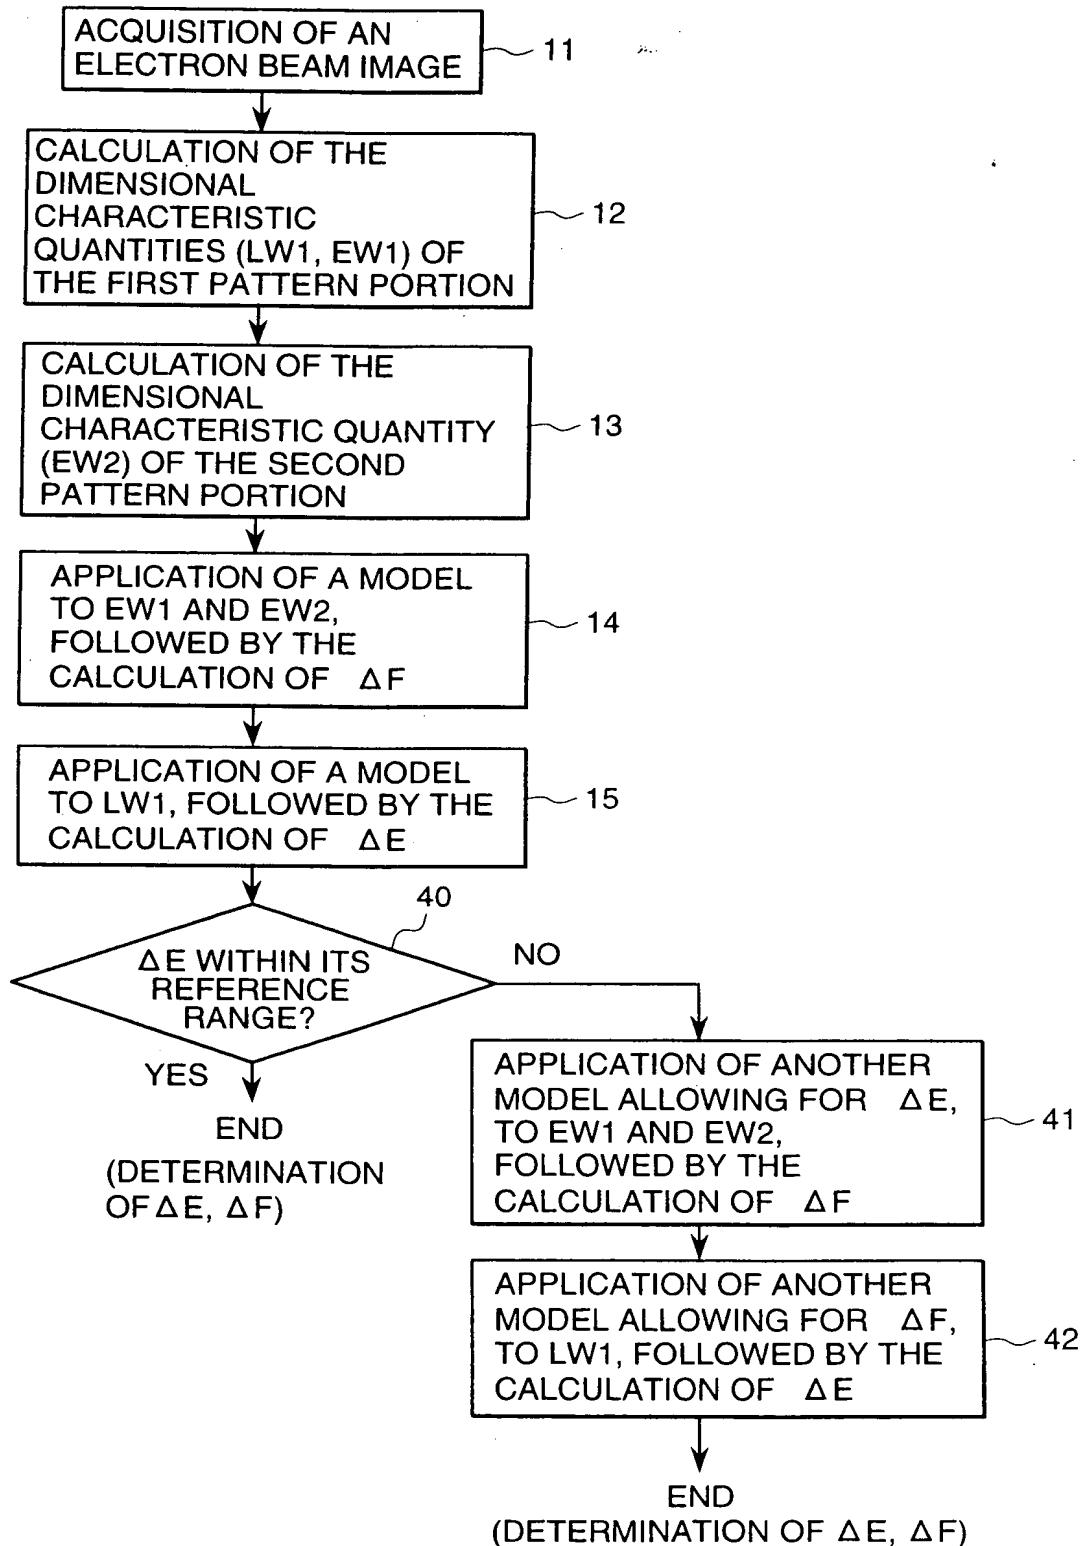 ACQUISITION OF AN
ELECTRON BEAM IMAGE
11
CALCULATION OF THE
DIMENSIONAL
CHARACTERISTIC
QUANTITIES (LW1, EW1) OF
THE FIRST PATTERN PORTION
12
CALCULATION OF THE
DIMENSIONAL
CHARACTERISTIC QUANTITY
(EW2) OF THE SECOND
PATTERN PORTION
13
APPLICATION OF A MODEL
TO EW1 AND EW2,
FOLLOWED BY THE
CALCULATION OF ΔF
14
APPLICATION OF A MODEL
TO LW1, FOLLOWED BY THE
CALCULATION OF ΔE
15
40
ΔE WITHIN ITS
REFERENCE
RANGE?
NO
YES
END
(DETERMINATION
OF ΔE, ΔF)
APPLICATION OF ANOTHER
MODEL ALLOWING FOR ΔE,
TO EW1 AND EW2,
FOLLOWED BY THE
CALCULATION OF ΔF
41
APPLICATION OF ANOTHER
MODEL ALLOWING FOR ΔF,
TO LW1, FOLLOWED BY THE
CALCULATION OF ΔE
42
END
(DETERMINATION OF ΔE, ΔF)